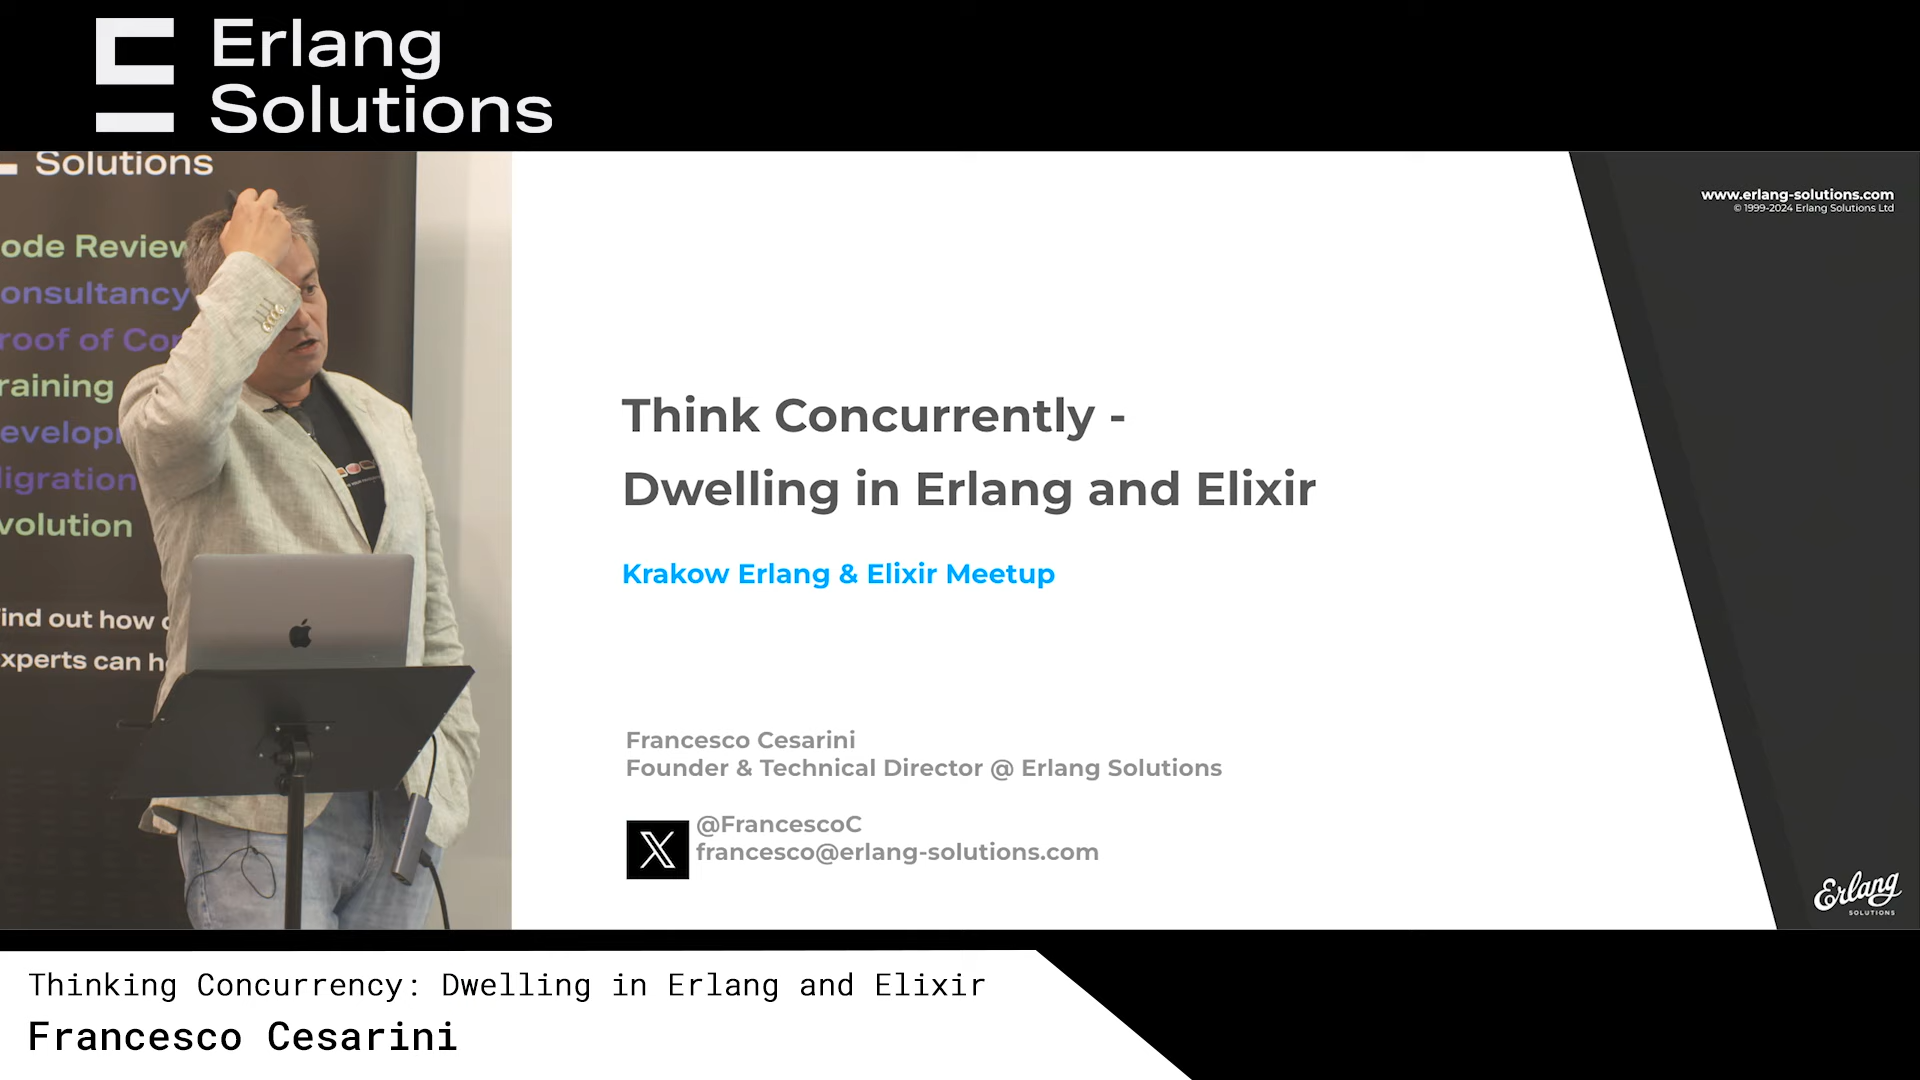 Erlang
Solutions
Solutions
ode Review
onsultancy
roof of Con
raining
evelop
igration
volution
ind out how
xperts can h
www.erlang-solutions.com
© 1999-2024 Erlang Solutions Ltd
Think Concurrently -
Dwelling in Erlang and Elixir
Krakow Erlang & Elixir Meetup
Francesco Cesarini
Founder & Technical Director @ Erlang Solutions
@FrancescoC
francesco@erlang-solutions.com
Erlang
SOLUTIONS
Thinking Concurrency: Dwelling in Erlang and Elixir
Francesco Cesarini